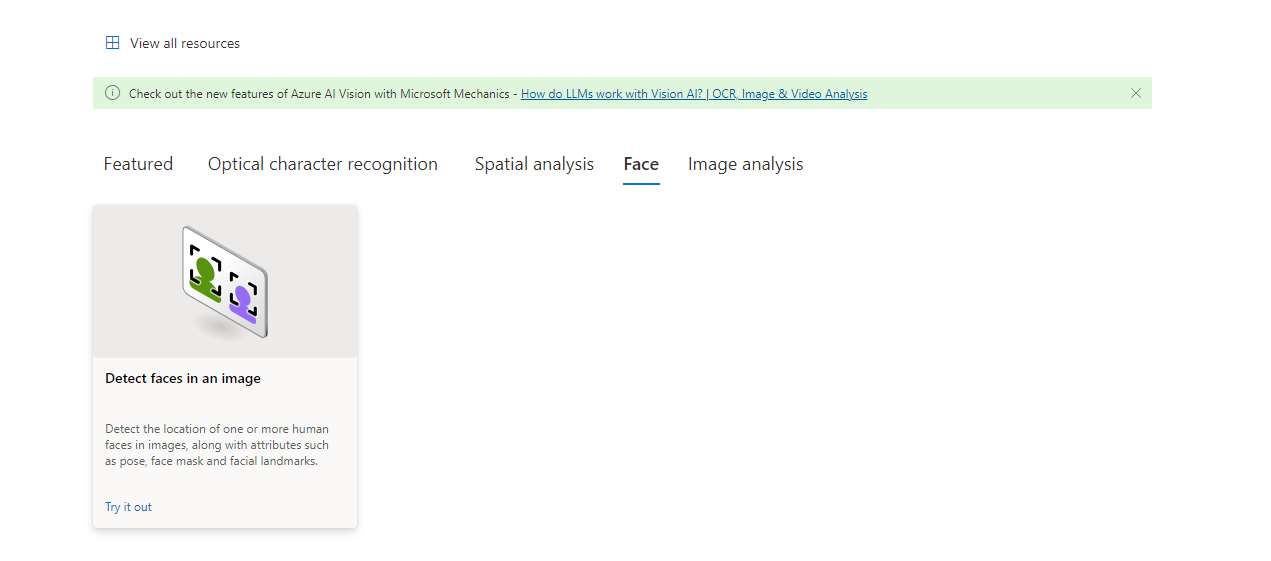 View all resources
Check out the new features of Azure AI Vision with Microsoft Mechanics - How do LLMs work with Vision AI? | OCR, Image & Video Analysis
Featured
Optical character recognition
Spatial analysis
Face
Image analysis
Detect faces in an image
Detect the location of one or more human
faces in images, along with attributes such
as pose, face mask and facial landmarks.
Try it out